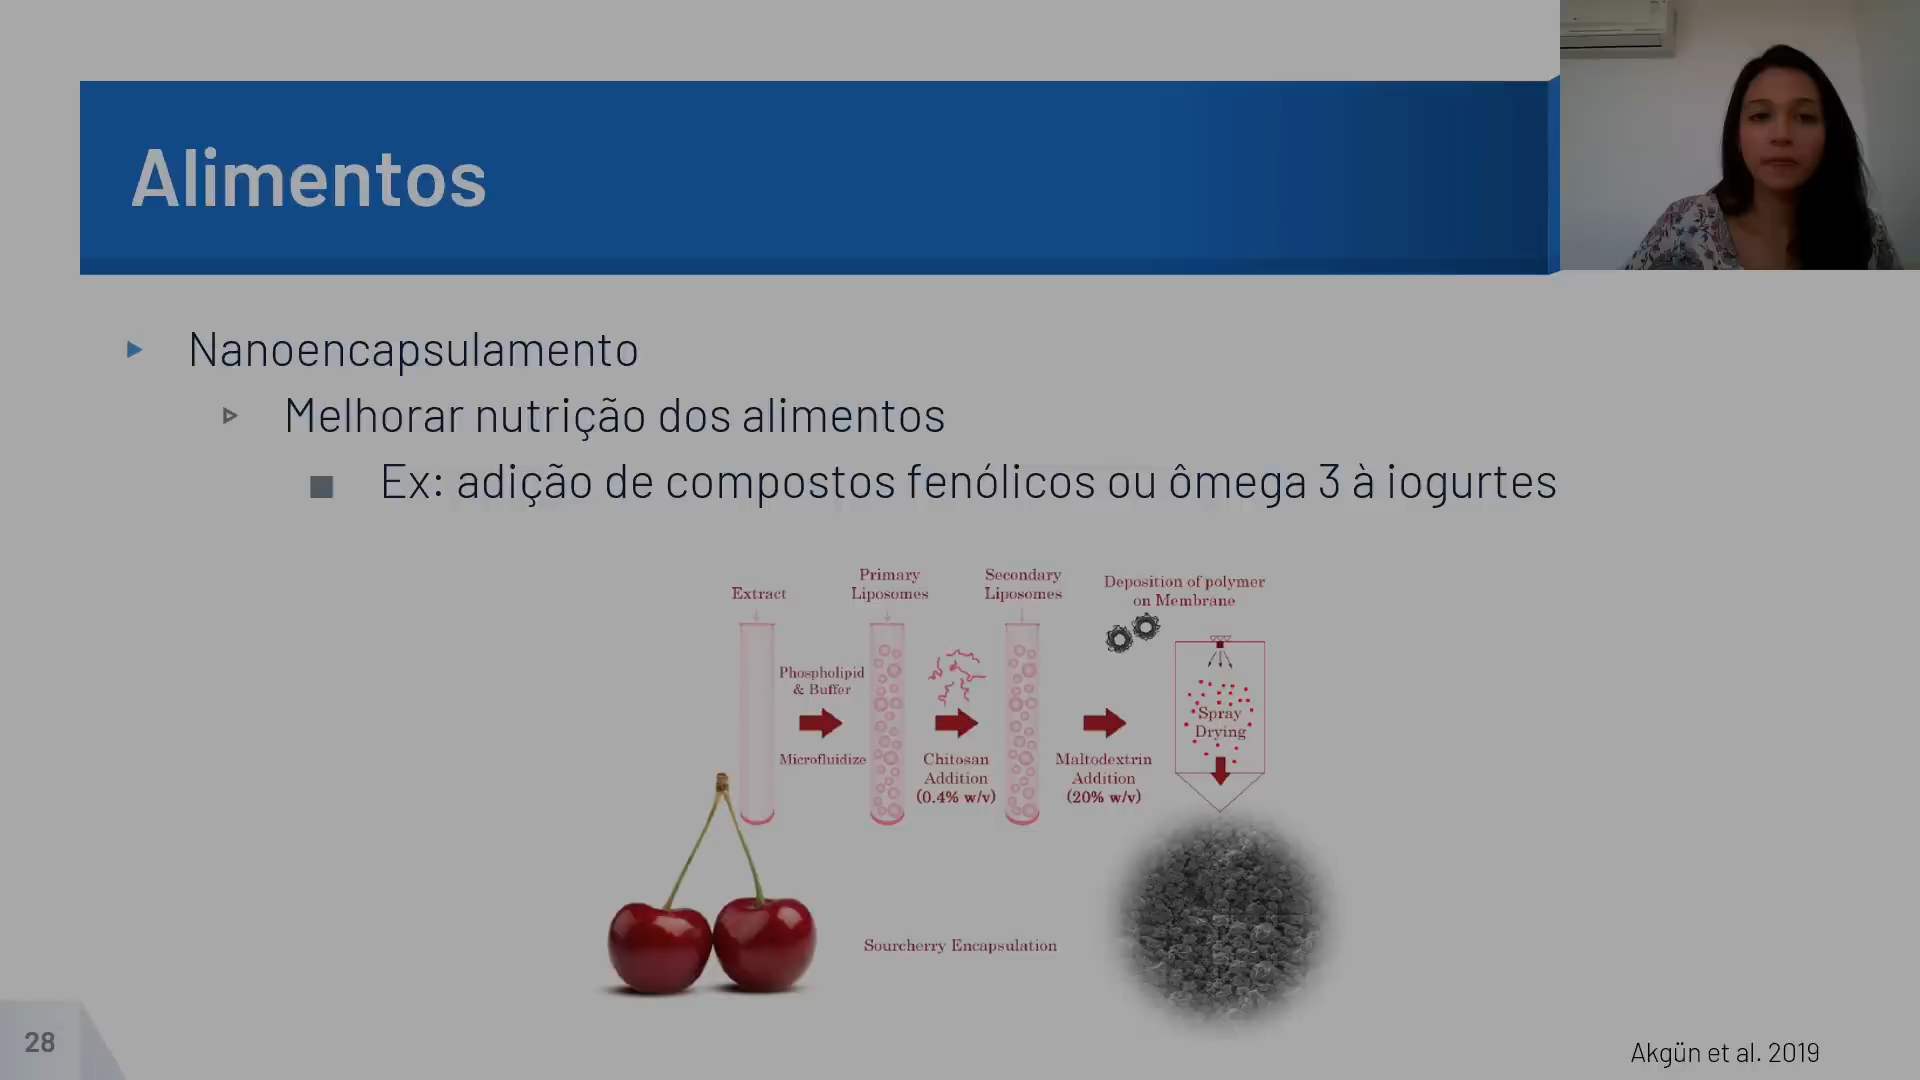 Alimentos
Nanoencapsulamento
Melhorar nutrição dos alimentos
Ex: adição de compostos fenólicos ou ômega 3 à iogurtes
Extract
Primary
Liposomes
Secondary
Liposomes
Deposition of polymer
on Membrane
Phospholipid
& Buffer
Microfluidize
Chitosan
Addition
(0.4% w/v)
Maltodextrin
Addition
(20% w/v)
Spray
Drying
Sourcherry Encapsulation
28
Akgün et al. 2019